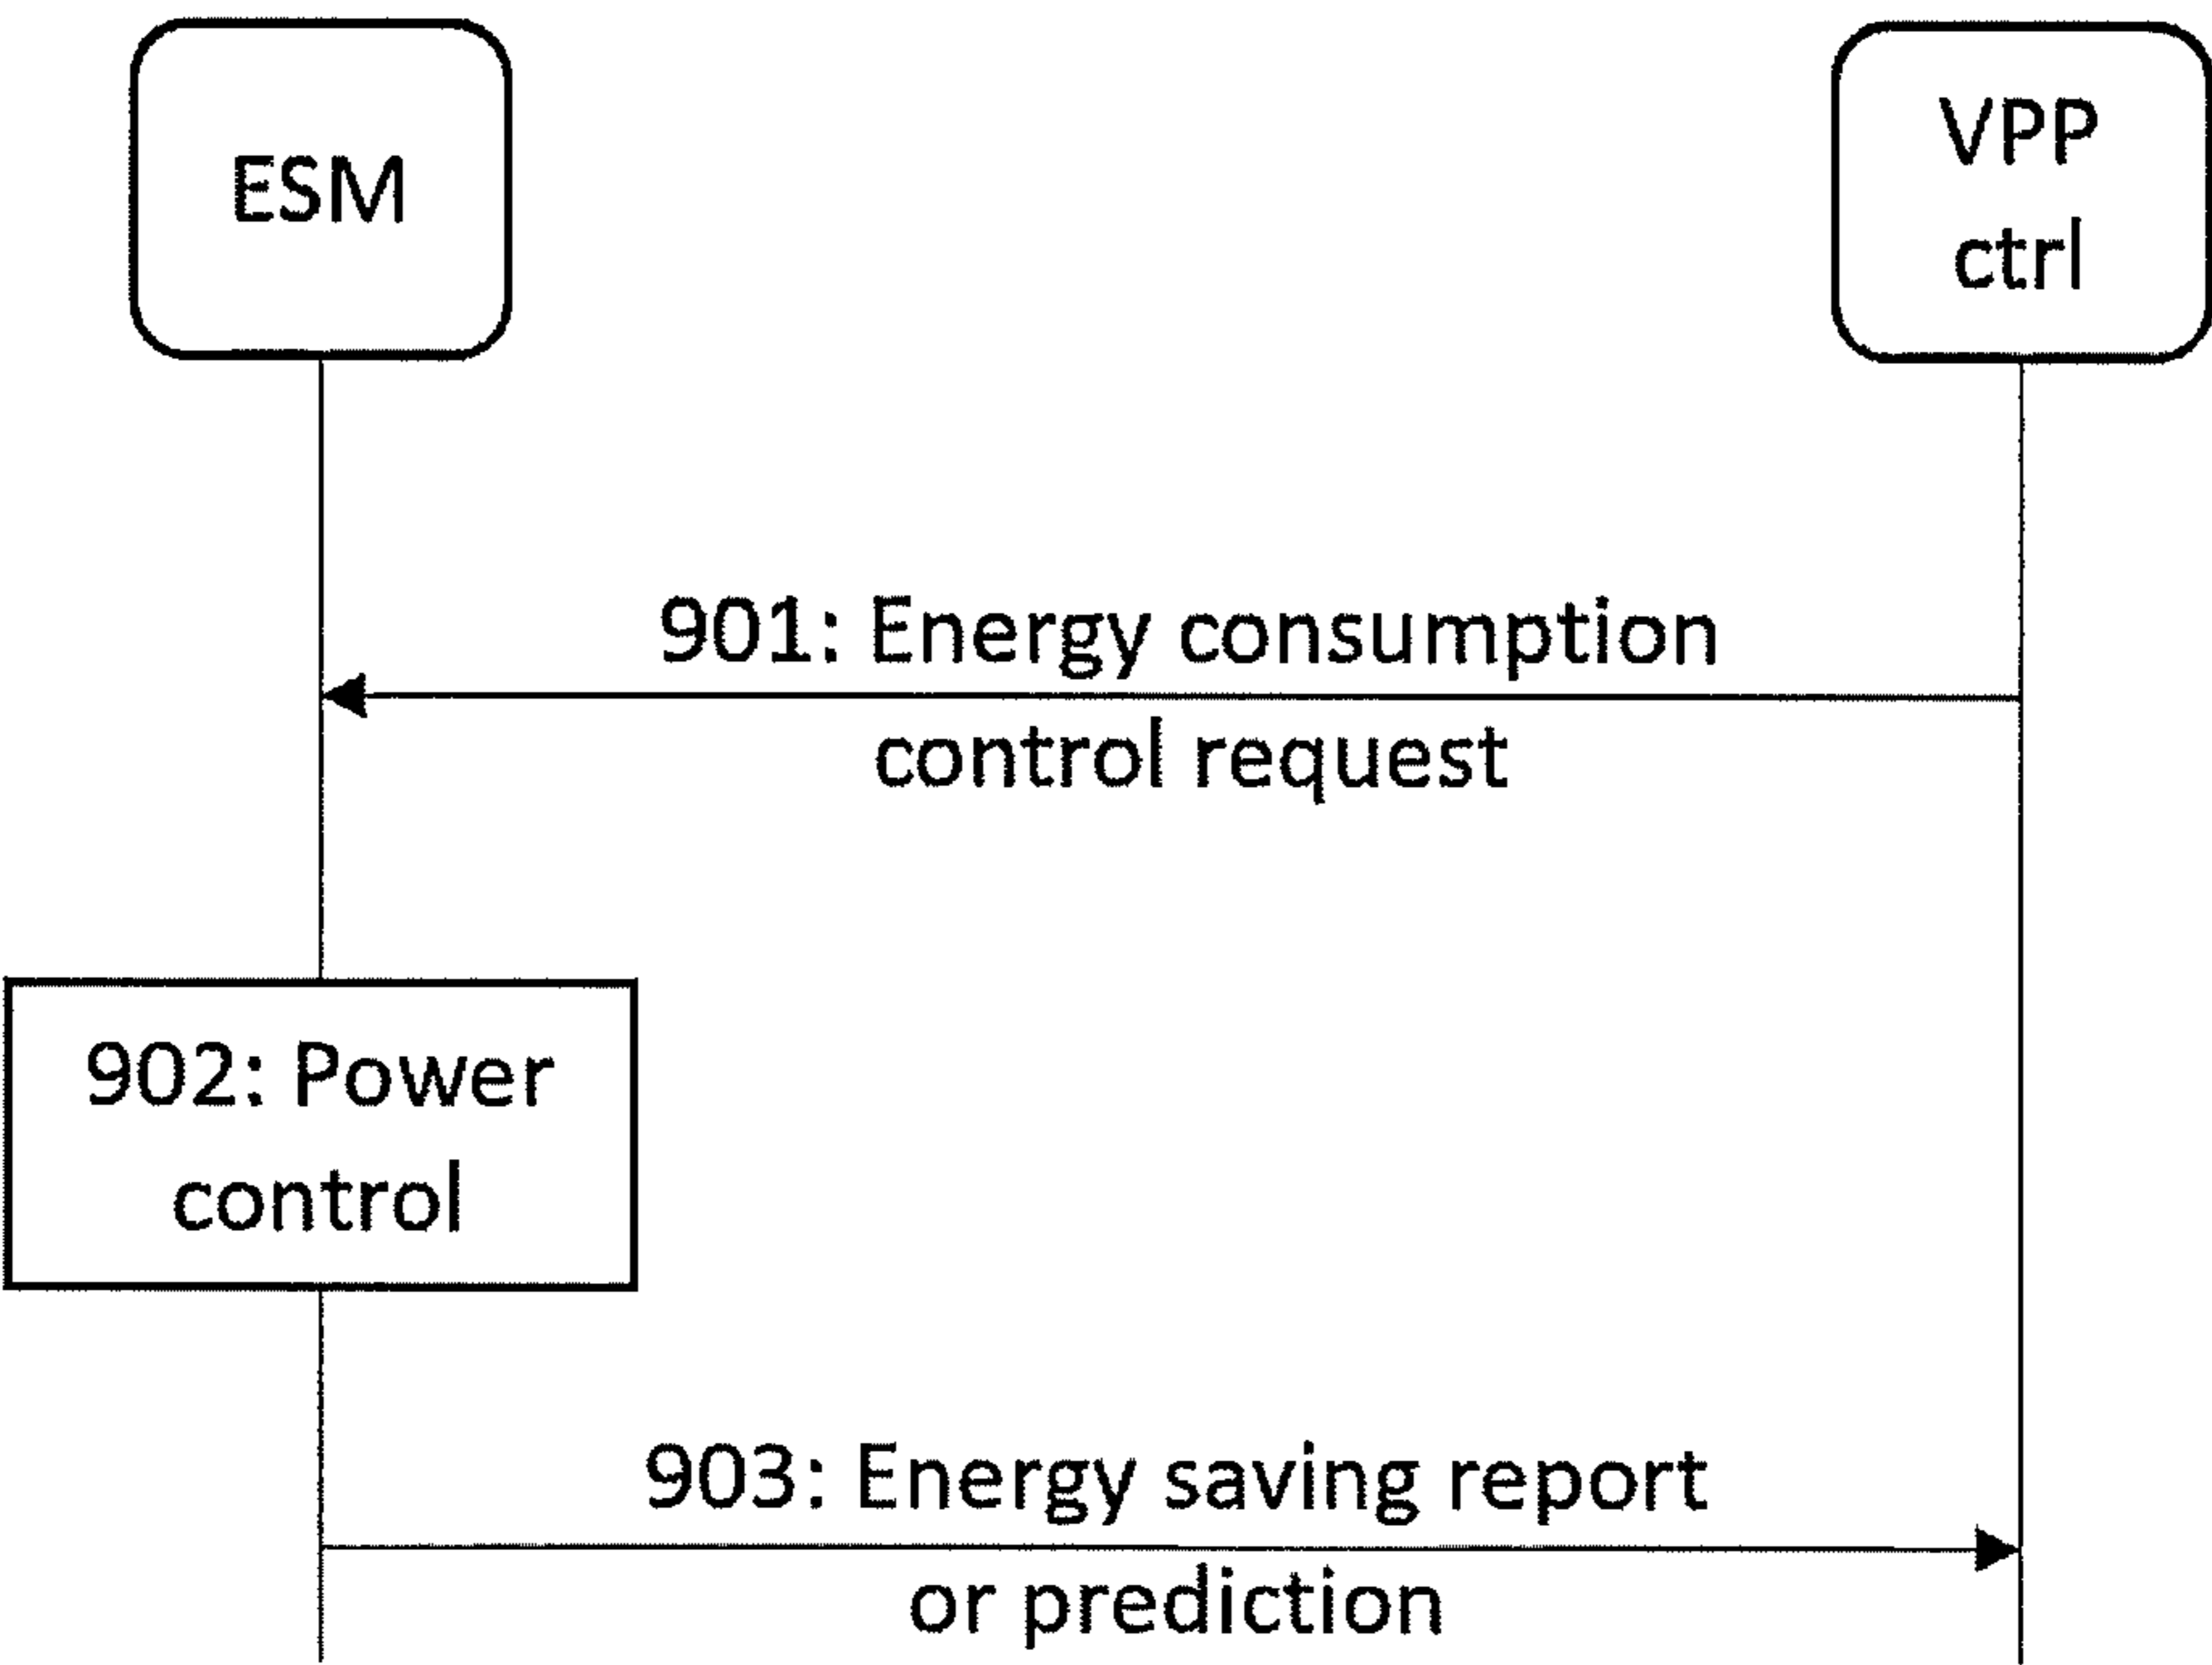 ESM
VPP
ctrl
901: Energy consumption
control request
902: Power
control
903: Energy saving report
or prediction